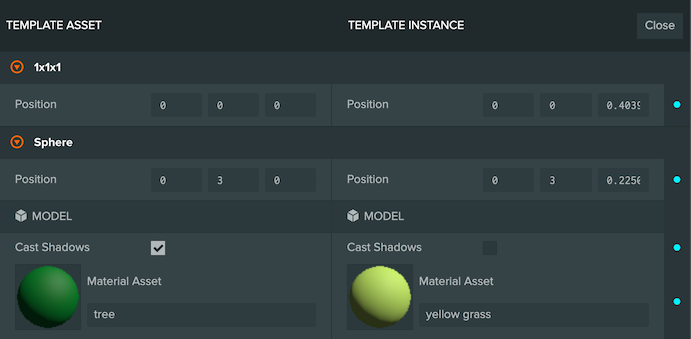 TEMPLATE ASSET TEMPLATE INSTANCE Close
1x1x1
Position 0 0 0 Position 0 0 0.4039
Sphere
Position 0 3 0 Position 0 3 0.2250
MODEL MODEL
Cast Shadows Cast Shadows
Material Asset Material Asset
tree yellow grass